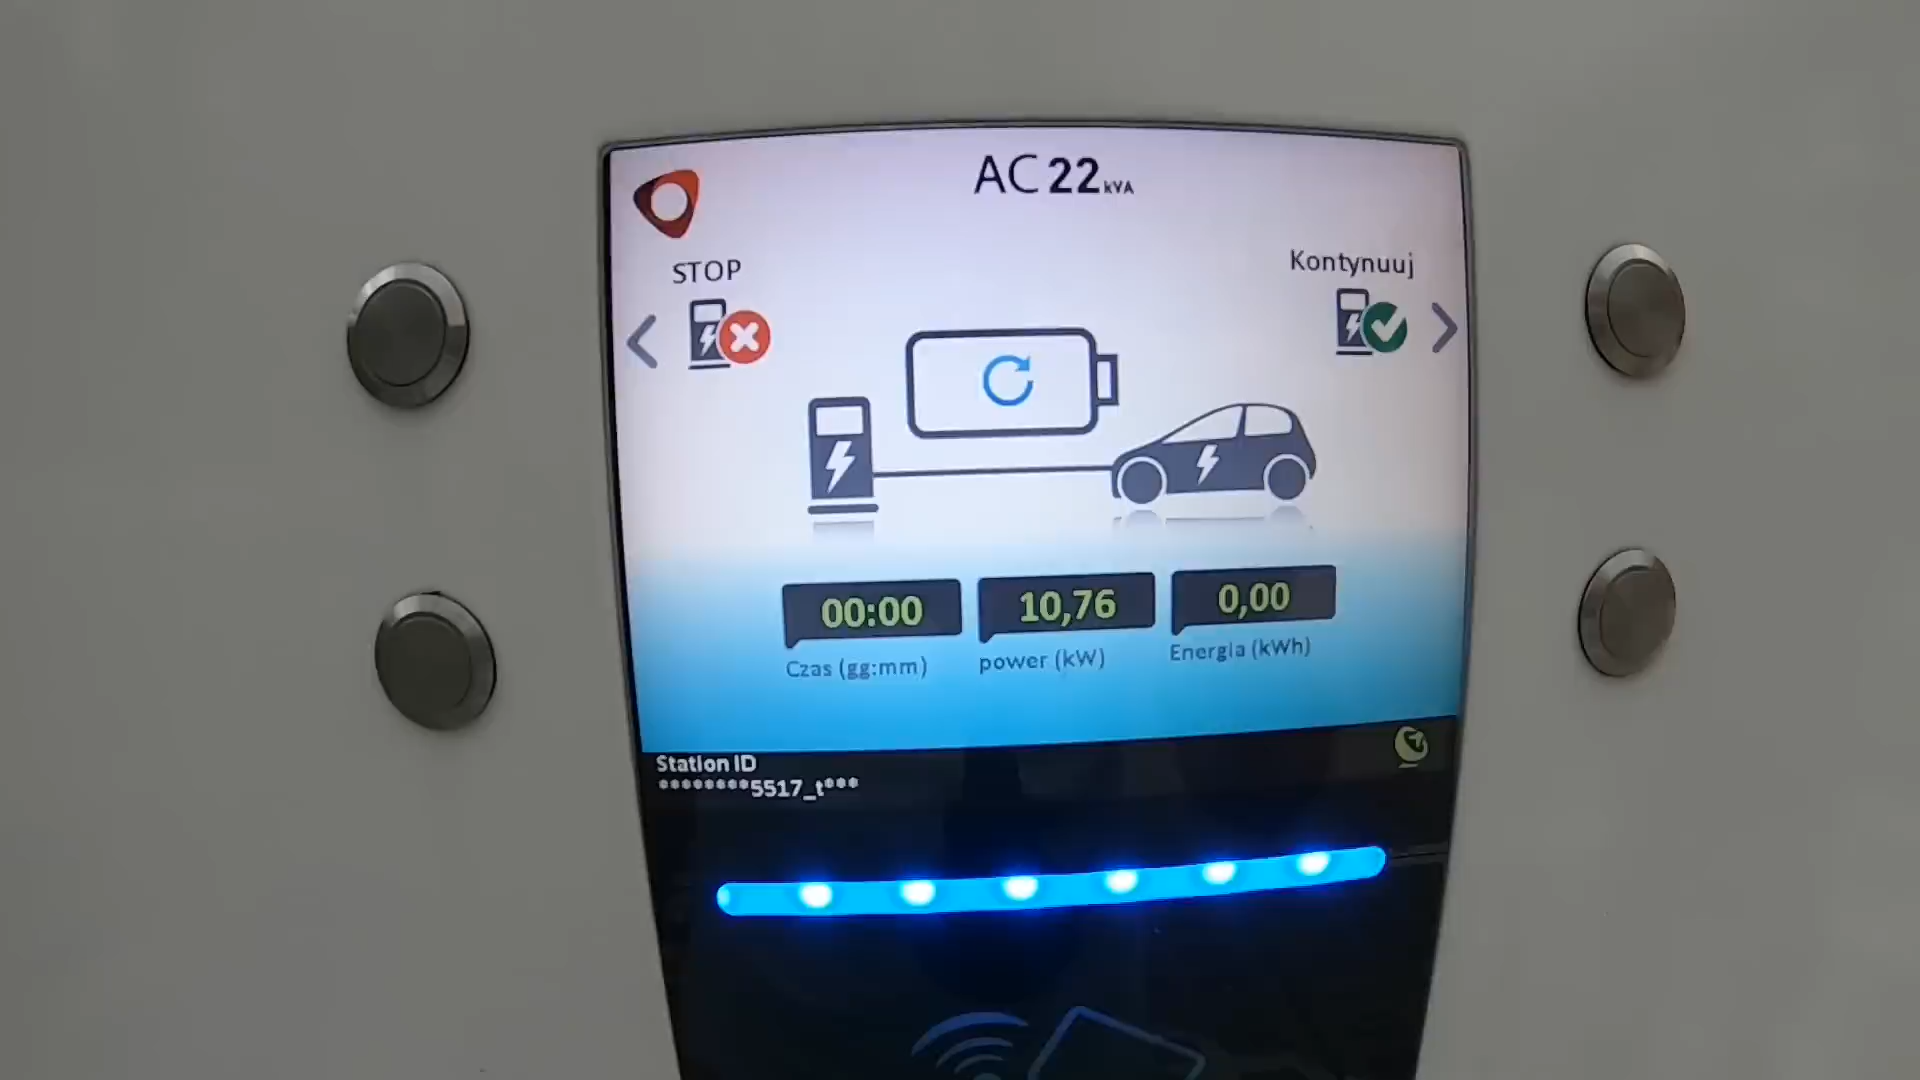 AC 22 kVA
STOP
Kontynuuj
00:00
10,76
0,00
Czas (gg:mm)
power (kW)
Energia (kWh)
Station ID
********5517_t***